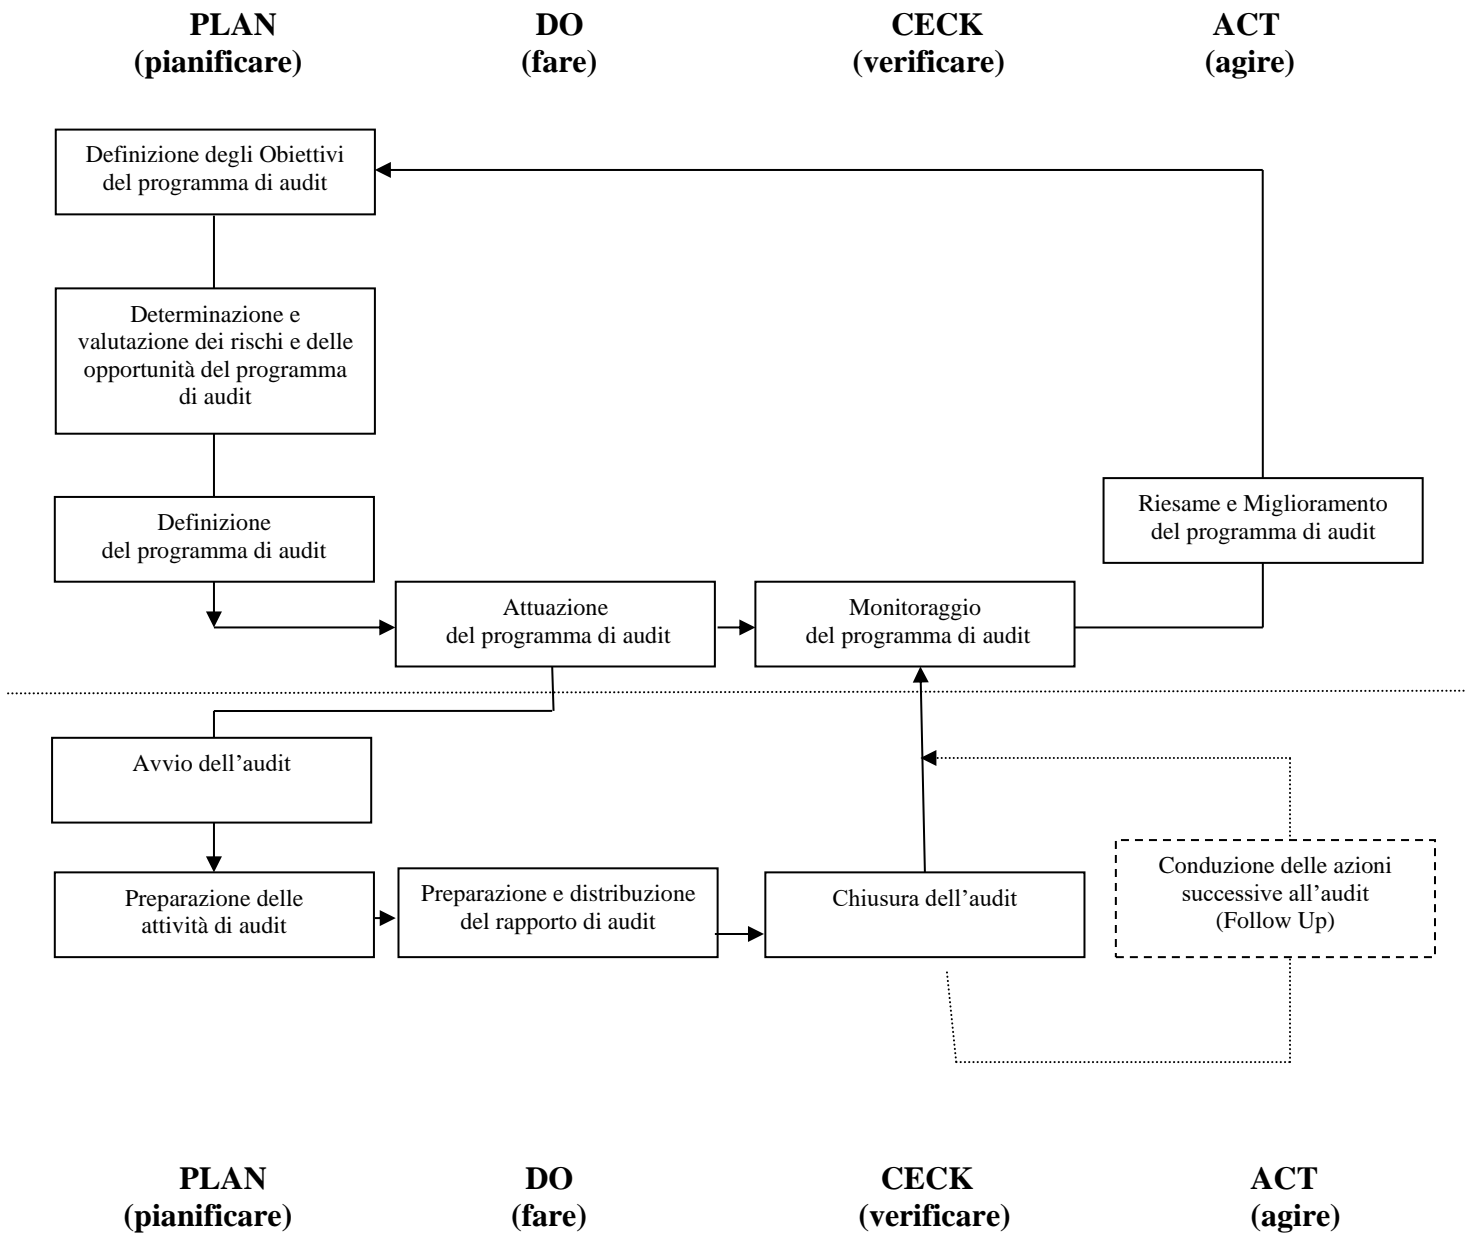 PLAN
(pianificare)
DO
(fare)
CECK
(verificare)
ACT
(agire)
Definizione degli Obiettivi
del programma di audit
Determinazione e
valutazione dei rischi e delle
opportunità del programma
di audit
Definizione
del programma di audit
Riesame e Miglioramento
del programma di audit
Attuazione
del programma di audit
Monitoraggio
del programma di audit
Avvio dell’audit
Preparazione delle
attività di audit
Preparazione e distribuzione
del rapporto di audit
Chiusura dell’audit
Conduzione delle azioni
successive all’audit
(Follow Up)
PLAN
(pianificare)
DO
(fare)
CECK
(verificare)
ACT
(agire)